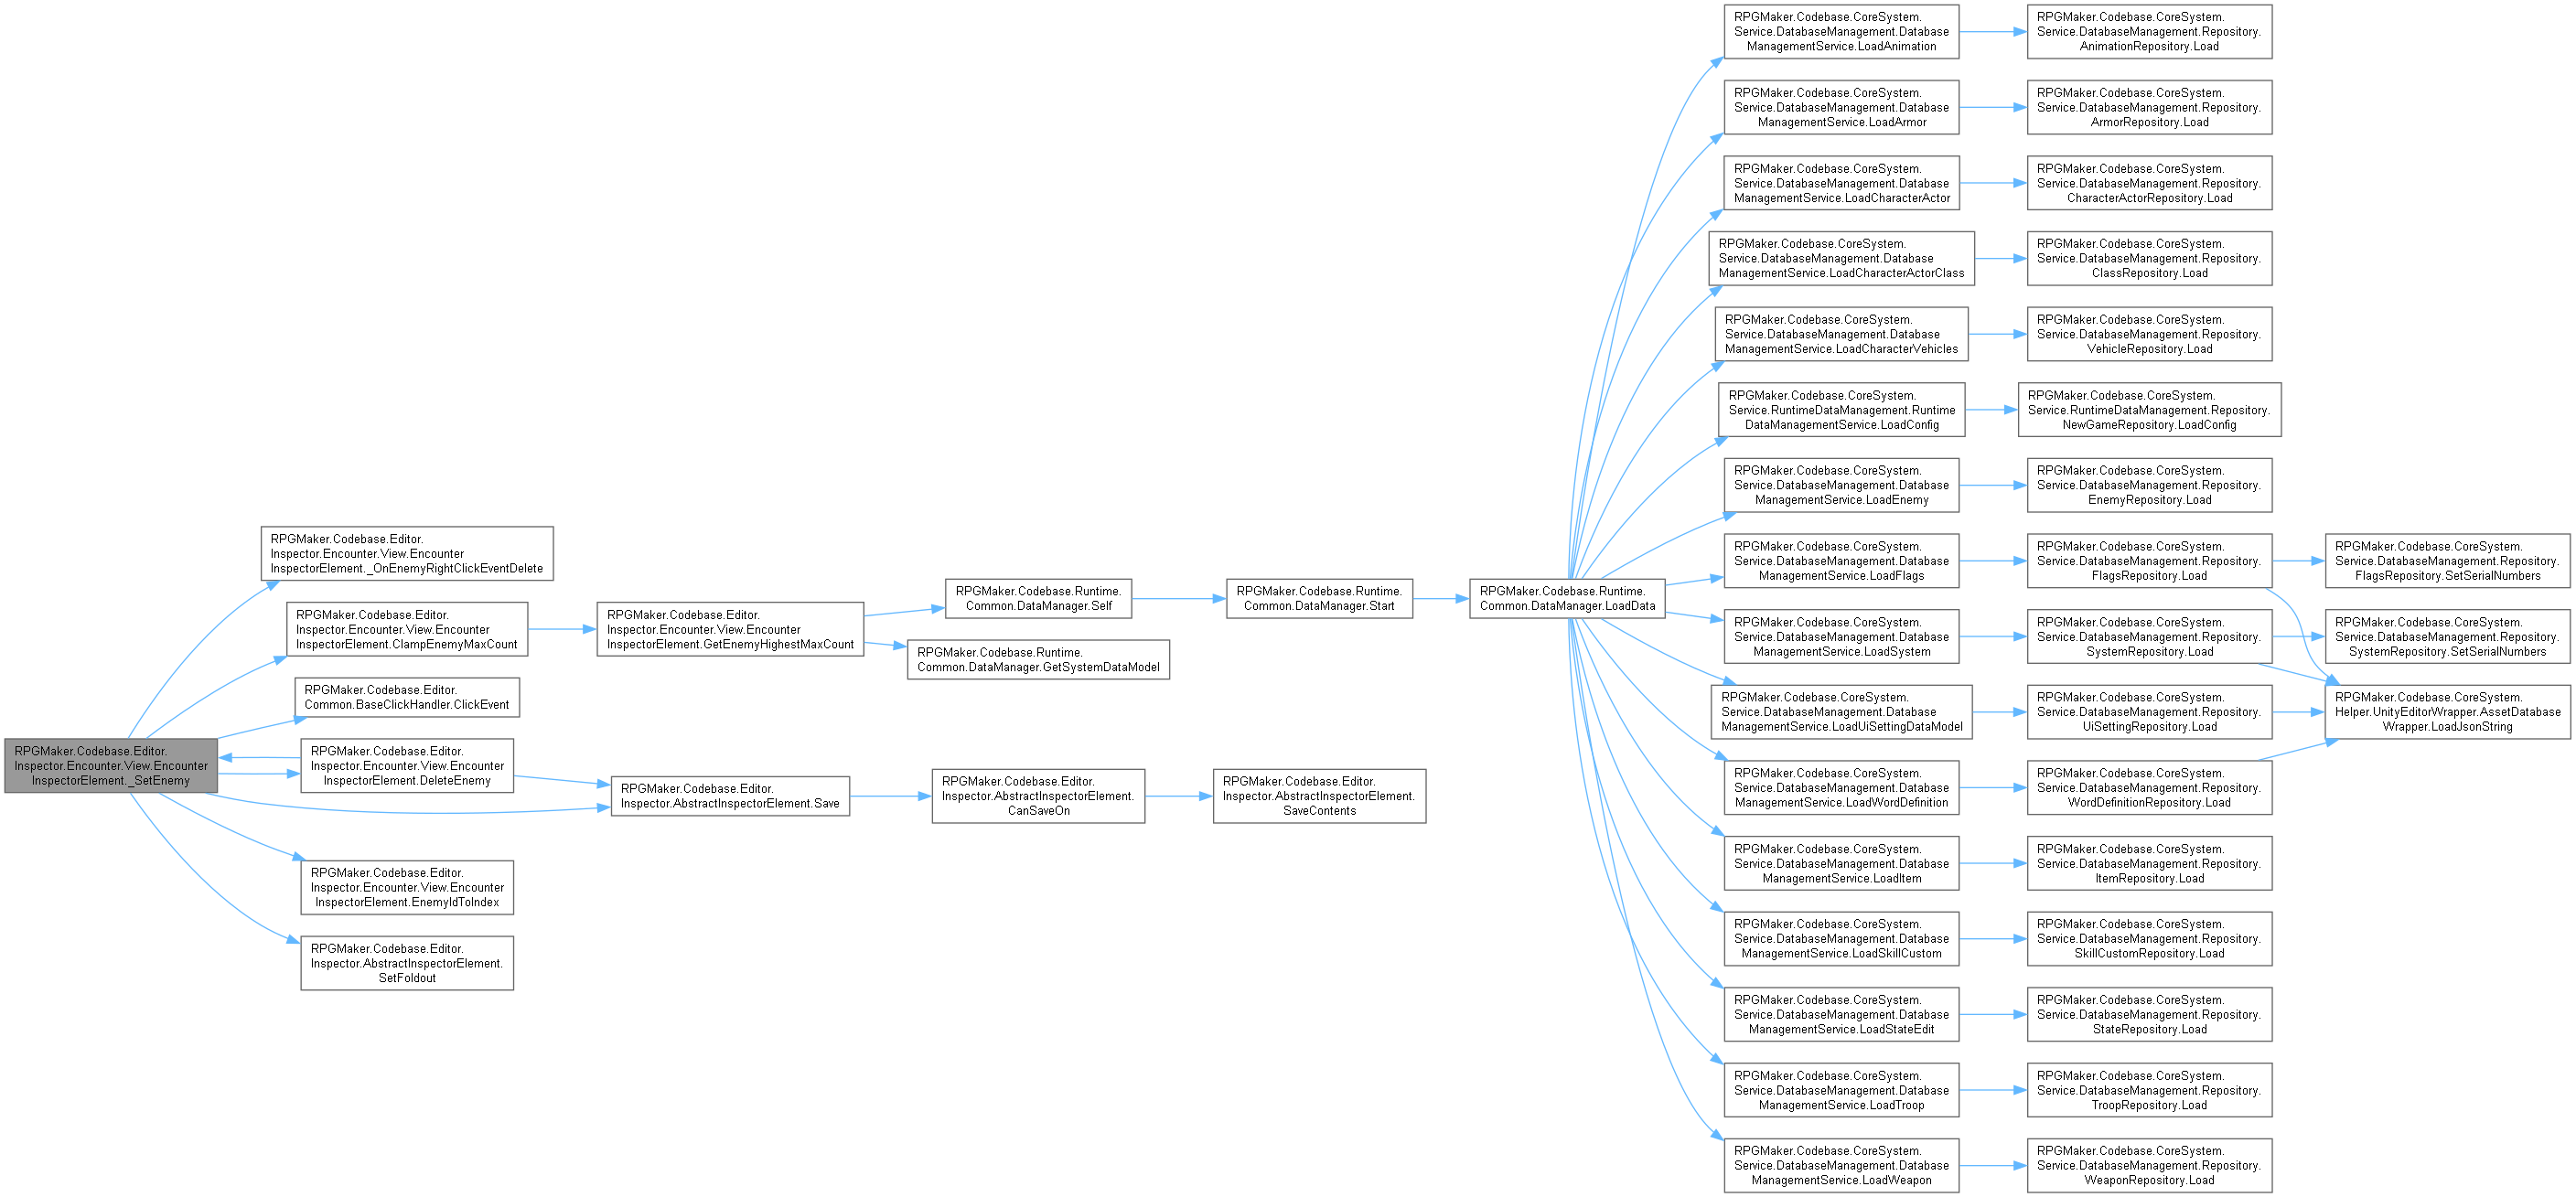 RPGMaker.Codebase.Editor.
Inspector.Encounter.View.Encounter
InspectorElement._SetEnemy
RPGMaker.Codebase.Editor.
Inspector.Encounter.View.Encounter
InspectorElement._OnEnemyRightClickEventDelete
RPGMaker.Codebase.Editor.
Inspector.Encounter.View.Encounter
InspectorElement.ClampEnemyMaxCount
RPGMaker.Codebase.Editor.
Common.BaseClickHandler.ClickEvent
RPGMaker.Codebase.Editor.
Inspector.Encounter.View.Encounter
InspectorElement.DeleteEnemy
RPGMaker.Codebase.Editor.
Inspector.Encounter.View.Encounter
InspectorElement.EnemyIdToIndex
RPGMaker.Codebase.Editor.
Inspector.AbstractInspectorElement.
SetFoldout
RPGMaker.Codebase.Editor.
Inspector.Encounter.View.Encounter
InspectorElement.GetEnemyHighestMaxCount
RPGMaker.Codebase.Editor.
Inspector.AbstractInspectorElement.Save
RPGMaker.Codebase.Runtime.
Common.DataManager.Self
RPGMaker.Codebase.Runtime.
Common.DataManager.GetSystemDataModel
RPGMaker.Codebase.Editor.
Inspector.AbstractInspectorElement.
CanSaveOn
RPGMaker.Codebase.Runtime.
Common.DataManager.Start
RPGMaker.Codebase.Editor.
Inspector.AbstractInspectorElement.
SaveContents
RPGMaker.Codebase.Runtime.
Common.DataManager.LoadData
RPGMaker.Codebase.CoreSystem.
Service.DatabaseManagement.Database
ManagementService.LoadAnimation
RPGMaker.Codebase.CoreSystem.
Service.DatabaseManagement.Repository.
AnimationRepository.Load
RPGMaker.Codebase.CoreSystem.
Service.DatabaseManagement.Database
ManagementService.LoadArmor
RPGMaker.Codebase.CoreSystem.
Service.DatabaseManagement.Repository.
ArmorRepository.Load
RPGMaker.Codebase.CoreSystem.
Service.DatabaseManagement.Database
ManagementService.LoadCharacterActor
RPGMaker.Codebase.CoreSystem.
Service.DatabaseManagement.Repository.
CharacterActorRepository.Load
RPGMaker.Codebase.CoreSystem.
Service.DatabaseManagement.Database
ManagementService.LoadCharacterActorClass
RPGMaker.Codebase.CoreSystem.
Service.DatabaseManagement.Repository.
ClassRepository.Load
RPGMaker.Codebase.CoreSystem.
Service.DatabaseManagement.Database
ManagementService.LoadCharacterVehicles
RPGMaker.Codebase.CoreSystem.
Service.DatabaseManagement.Repository.
VehicleRepository.Load
RPGMaker.Codebase.CoreSystem.
Service.RuntimeDataManagement.Runtime
DataManagementService.LoadConfig
RPGMaker.Codebase.CoreSystem.
Service.RuntimeDataManagement.Repository.
NewGameRepository.LoadConfig
RPGMaker.Codebase.CoreSystem.
Service.DatabaseManagement.Database
ManagementService.LoadEnemy
RPGMaker.Codebase.CoreSystem.
Service.DatabaseManagement.Repository.
EnemyRepository.Load
RPGMaker.Codebase.CoreSystem.
Service.DatabaseManagement.Database
ManagementService.LoadFlags
RPGMaker.Codebase.CoreSystem.
Service.DatabaseManagement.Repository.
FlagsRepository.Load
RPGMaker.Codebase.CoreSystem.
Service.DatabaseManagement.Repository.
FlagsRepository.SetSerialNumbers
RPGMaker.Codebase.CoreSystem.
Service.DatabaseManagement.Database
ManagementService.LoadSystem
RPGMaker.Codebase.CoreSystem.
Service.DatabaseManagement.Repository.
SystemRepository.Load
RPGMaker.Codebase.CoreSystem.
Service.DatabaseManagement.Repository.
SystemRepository.SetSerialNumbers
RPGMaker.Codebase.CoreSystem.
Service.DatabaseManagement.Database
ManagementService.LoadUiSettingDataModel
RPGMaker.Codebase.CoreSystem.
Service.DatabaseManagement.Repository.
UiSettingRepository.Load
RPGMaker.Codebase.CoreSystem.
Helper.UnityEditorWrapper.AssetDatabase
Wrapper.LoadJsonString
RPGMaker.Codebase.CoreSystem.
Service.DatabaseManagement.Database
ManagementService.LoadWordDefinition
RPGMaker.Codebase.CoreSystem.
Service.DatabaseManagement.Repository.
WordDefinitionRepository.Load
RPGMaker.Codebase.CoreSystem.
Service.DatabaseManagement.Database
ManagementService.LoadItem
RPGMaker.Codebase.CoreSystem.
Service.DatabaseManagement.Repository.
ItemRepository.Load
RPGMaker.Codebase.CoreSystem.
Service.DatabaseManagement.Database
ManagementService.LoadSkillCustom
RPGMaker.Codebase.CoreSystem.
Service.DatabaseManagement.Repository.
SkillCustomRepository.Load
RPGMaker.Codebase.CoreSystem.
Service.DatabaseManagement.Database
ManagementService.LoadStateEdit
RPGMaker.Codebase.CoreSystem.
Service.DatabaseManagement.Repository.
StateRepository.Load
RPGMaker.Codebase.CoreSystem.
Service.DatabaseManagement.Database
ManagementService.LoadTroop
RPGMaker.Codebase.CoreSystem.
Service.DatabaseManagement.Repository.
TroopRepository.Load
RPGMaker.Codebase.CoreSystem.
Service.DatabaseManagement.Database
ManagementService.LoadWeapon
RPGMaker.Codebase.CoreSystem.
Service.DatabaseManagement.Repository.
WeaponRepository.Load